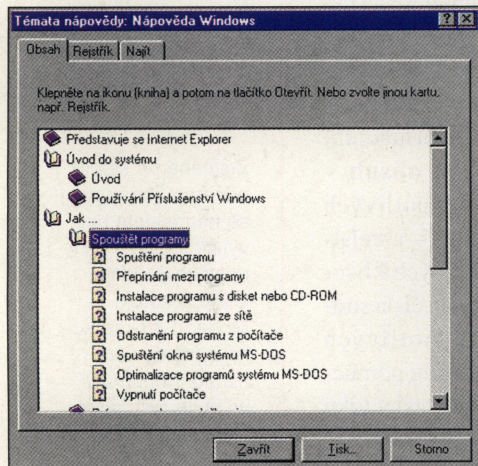 Témata nápovědy: Nápověda Windows
Obsah Rejstřík Najít
Klepněte na ikonu (kniha) a potom na tlačítko Otevřít. Nebo zvolte jinou kartu,
např. Rejstřík.
Představuje se Internet Explorer
Úvod do systému
Úvod
Používání Příslušenství Windows
Jak ...
Spouštět programy
Spuštění programu
Přepínání mezi programy
Instalace programu s disket nebo CD-ROM
Instalace programu ze sítě
Odstranění programu z počítače
Spuštění okna systému MS-DOS
Optimalizace programů systému MS-DOS
Vypnutí počítače
Zavřít Tisk... Storno